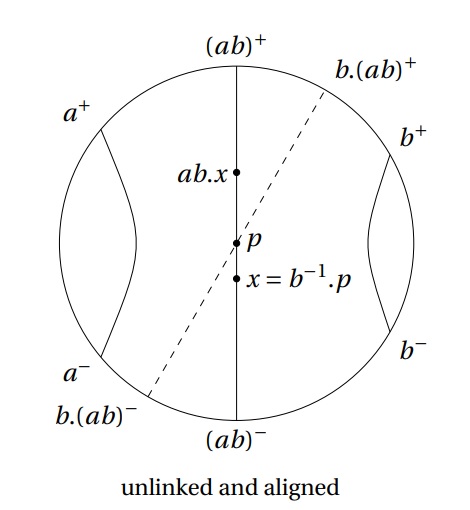 (ab)⁺
b.(ab)⁺
a⁺
b⁺
ab.x
p
x = b⁻¹.p
a⁻
b⁻
b.(ab)⁻
(ab)⁻
unlinked and aligned